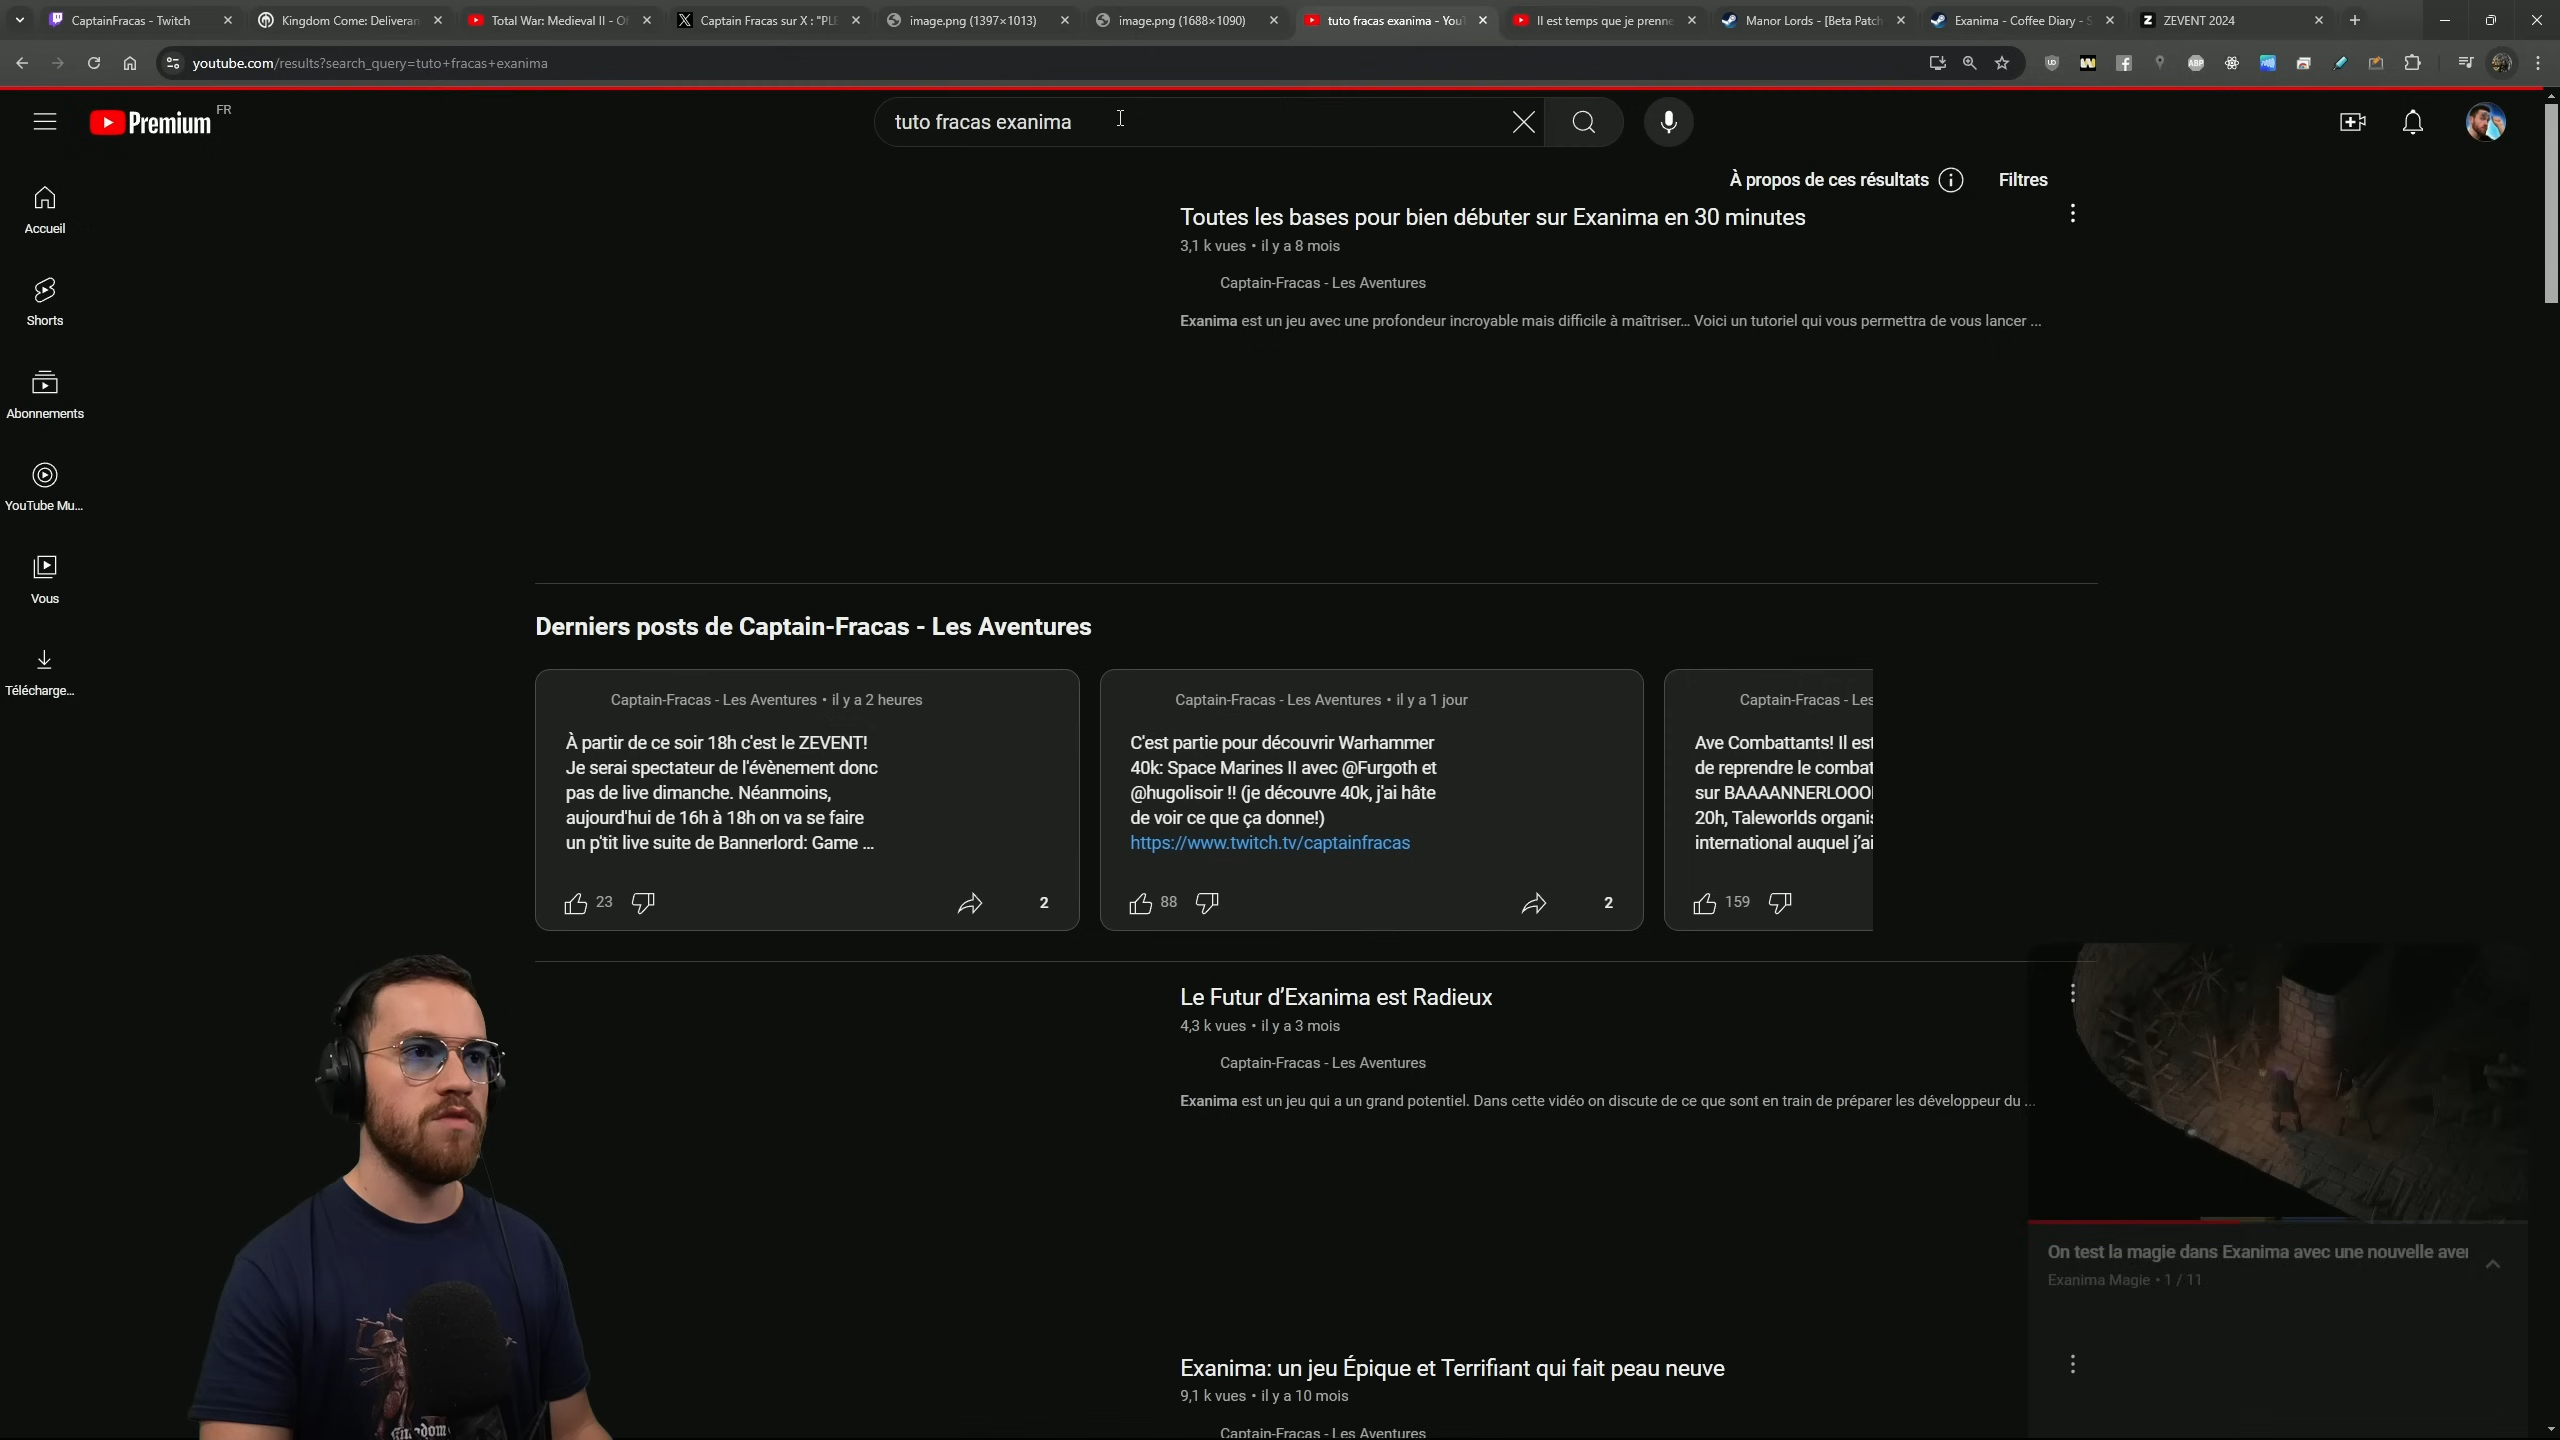 CaptainFracas - Twitch
Kingdom Come: Deliveran
Total War: Medieval II - O
Captain Fracas sur X : "PLE
image.png (1397×1013)
image.png (1688×1090)
tuto fracas exanima - You
Il est temps que je prenne
Manor Lords - [Beta Patch
Exanima - Coffee Diary - S
ZEVENT 2024
youtube.com/results?search_query=tuto+fracas+exanima
Premium FR
tuto fracas exanima
À propos de ces résultats
Filtres
Accueil
Shorts
Abonnements
YouTube Mu...
Vous
Télécharge...
Toutes les bases pour bien débuter sur Exanima en 30 minutes
3,1 k vues • il y a 8 mois
Captain-Fracas - Les Aventures
Exanima est un jeu avec une profondeur incroyable mais difficile à maîtriser... Voici un tutoriel qui vous permettra de vous lancer ...
Derniers posts de Captain-Fracas - Les Aventures
Captain-Fracas - Les Aventures • il y a 2 heures
À partir de ce soir 18h c'est le ZEVENT!
Je serai spectateur de l'évènement donc
pas de live dimanche. Néanmoins,
aujourd'hui de 16h à 18h on va se faire
un p'tit live suite de Bannerlord: Game ...
23
2
Captain-Fracas - Les Aventures • il y a 1 jour
C'est partie pour découvrir Warhammer
40k: Space Marines II avec @Furgoth et
@hugolisoir !! (je découvre 40k, j'ai hâte
de voir ce que ça donne!)
https://www.twitch.tv/captainfracas
88
2
Captain-Fracas - Les
Ave Combattants! Il est
de reprendre le combat
sur BAAAANNERLOOO
20h, Taleworlds organis
international auquel j'ai
159
Le Futur d'Exanima est Radieux
4,3 k vues • il y a 3 mois
Captain-Fracas - Les Aventures
Exanima est un jeu qui a un grand potentiel. Dans cette vidéo on discute de ce que sont en train de préparer les développeur du ...
On test la magie dans Exanima avec une nouvelle aver
Exanima Magie • 1 / 11
Exanima: un jeu Épique et Terrifiant qui fait peau neuve
9,1 k vues • il y a 10 mois
Captain-Fracas - Les Aventures